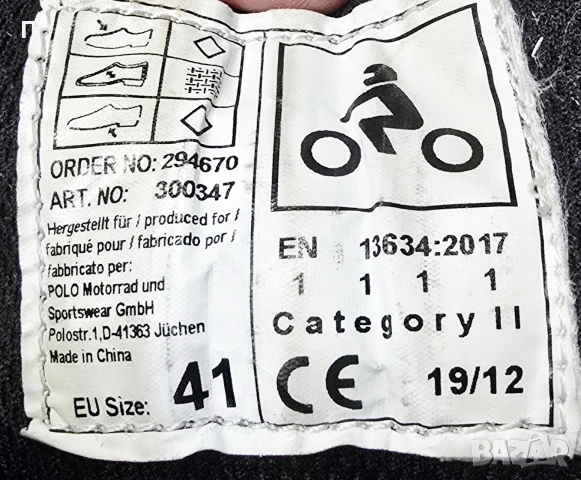 ORDER NO: 294670
ART. NO: 300347
Hergestellt für / produced for /
fabriqué pour / fabricado por /
fabbricato per:
POLO Motorrad und
Sportswear GmbH
Polostr.1,D-41363 Jüchen
Made in China
EU Size: 41
EN 13634:2017
1 1 1 1
Category II
CE 19/12
BAZAR